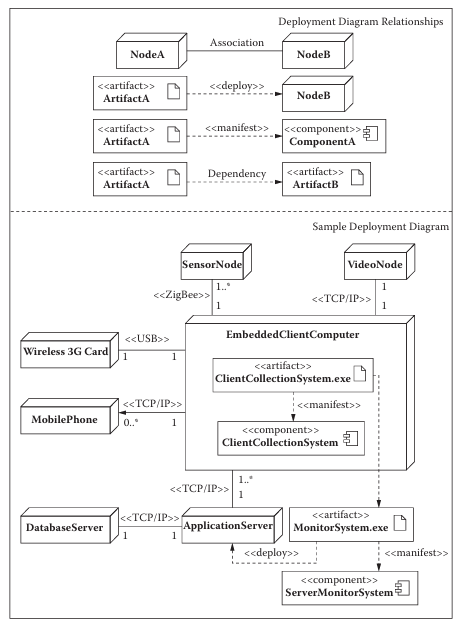 Deployment Diagram Relationships
NodeA
Association
NodeB
<<artifact>>
ArtifactA
<<deploy>>
NodeB
<<artifact>>
ArtifactA
<<manifest>>
<<component>>
ComponentA
<<artifact>>
ArtifactA
Dependency
<<artifact>>
ArtifactB
Sample Deployment Diagram
SensorNode
VideoNode
<<ZigBee>>
1..*
1
<<TCP/IP>>
1
1
EmbeddedClientComputer
Wireless 3G Card
<<USB>>
1
1
<<artifact>>
ClientCollectionSystem.exe
<<manifest>>
MobilePhone
<<TCP/IP>>
0..*
1
<<component>>
ClientCollectionSystem
<<TCP/IP>>
1..*
1
DatabaseServer
<<TCP/IP>>
1
1
ApplicationServer
<<artifact>>
MonitorSystem.exe
<<deploy>>
<<manifest>>
<<component>>
ServerMonitorSystem